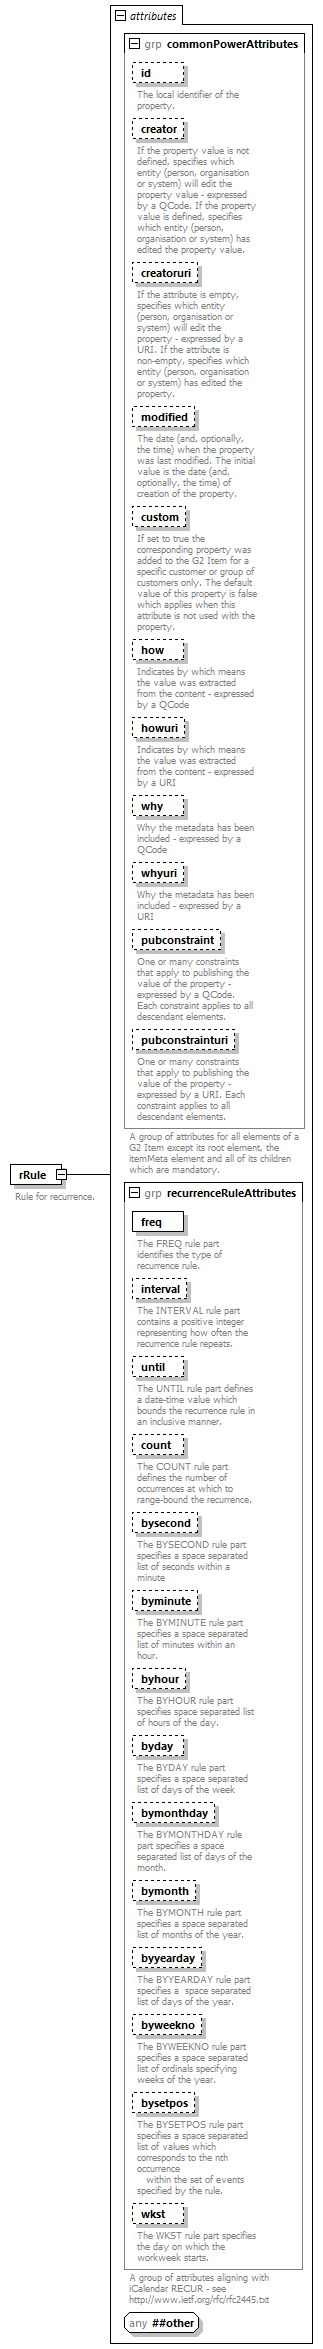 attributes
grp commonPowerAttributes
id
The local identifier of the
property.
creator
If the property value is not
defined, specifies which
entity (person, organisation
or system) will edit the
property value - expressed
by a QCode. If the property
value is defined, specifies
which entity (person,
organisation or system) has
edited the property value.
creatoruri
If the attribute is empty,
specifies which entity
(person, organisation or
system) will edit the
property - expressed by a
URI. If the attribute is
non-empty, specifies which
entity (person, organisation
or system) has edited the
property.
modified
The date (and, optionally,
the time) when the property
was last modified. The initial
value is the date (and,
optionally, the time) of
creation of the property.
custom
If set to true the
corresponding property was
added to the G2 Item for a
specific customer or group of
customers only. The default
value of this property is false
which applies when this
attribute is not used with the
property.
how
Indicates by which means
the value was extracted
from the content - expressed
by a QCode
howuri
Indicates by which means
the value was extracted
from the content - expressed
by a URI
why
Why the metadata has been
included - expressed by a
QCode
whyuri
Why the metadata has been
included - expressed by a
URI
pubconstraint
One or many constraints
that apply to publishing the
value of the property -
expressed by a QCode.
Each constraint applies to all
descendant elements.
pubconstrainturi
One or many constraints
that apply to publishing the
value of the property -
expressed by a URI. Each
constraint applies to all
descendant elements.
A group of attributes for all elements of a
G2 Item except its root element, the
itemMeta element and all of its children
which are mandatory.
rRule
Rule for recurrence.
grp recurrenceRuleAttributes
freq
The FREQ rule part
identifies the type of
recurrence rule.
interval
The INTERVAL rule part
contains a positive integer
representing how often the
recurrence rule repeats.
until
The UNTIL rule part defines
a date-time value which
bounds the recurrence rule in
an inclusive manner.
count
The COUNT rule part
defines the number of
occurrences at which to
range-bound the recurrence.
bysecond
The BYSECOND rule part
specifies a space separated
list of seconds within a
minute
byminute
The BYMINUTE rule part
specifies a space separated
list of minutes within an
hour.
byhour
The BYHOUR rule part
specifies space separated list
of hours of the day.
byday
The BYDAY rule part
specifies a space separated
list of days of the week
bymonthday
The BYMONTHDAY rule
part specifies a space
separated list of days of the
month.
bymonth
The BYMONTH rule part
specifies a space separated
list of months of the year.
byyearday
The BYYEARDAY rule part
specifies a  space separated
list of days of the year.
byweekno
The BYWEEKNO rule part
specifies a space separated
list of ordinals specifying
weeks of the year.
bysetpos
The BYSETPOS rule part
specifies a space separated
list of values which
corresponds to the nth
occurrence
within the set of events
specified by the rule.
wkst
The WKST rule part specifies
the day on which the
workweek starts.
A group of attributes aligning with
iCalendar RECUR - see
http://www.ietf.org/rfc/rfc2445.txt
any ##other